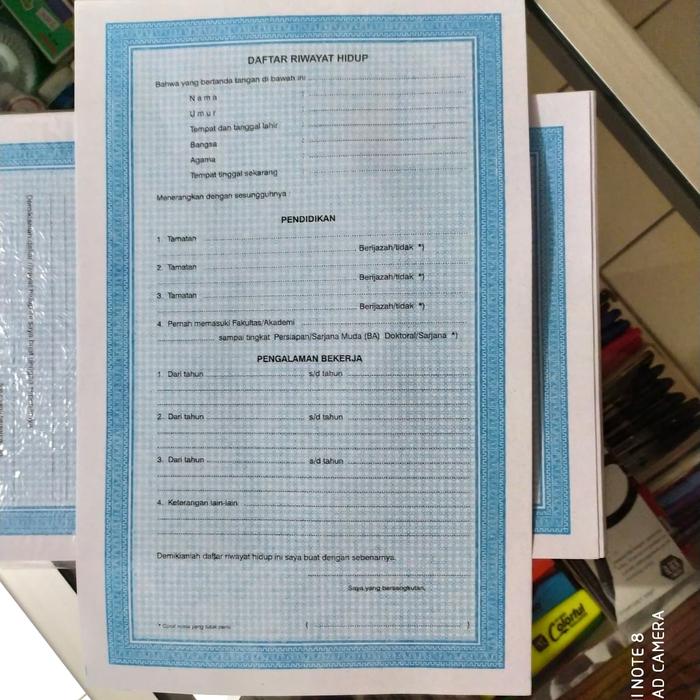 DAFTAR RIWAYAT HIDUP
Bahwa yang bertanda tangan di bawah ini :
Nama :
Umur :
Tempat dan tanggal lahir :
Bangsa :
Agama :
Tempat tinggal sekarang :
Menerangkan dengan sesungguhnya :
PENDIDIKAN
1. Tamatan
Berijazah/tidak *)
2. Tamatan
Berijazah/tidak *)
3. Tamatan
Berijazah/tidak *)
4. Pernah memasuki Fakultas/Akademi
sampai tingkat Persiapan/Sarjana Muda (BA) Doktoral/Sarjana *)
PENGALAMAN BEKERJA
1. Dari tahun s/d tahun
2. Dari tahun s/d tahun
3. Dari tahun s/d tahun
4. Keterangan lain-lain
Demikianlah daftar riwayat hidup ini saya buat dengan sebenarnya.
Saya yang bersangkutan,
* Coret mana yang tidak perlu
( )
Colorful
I NOTE 8
AD CAMERA